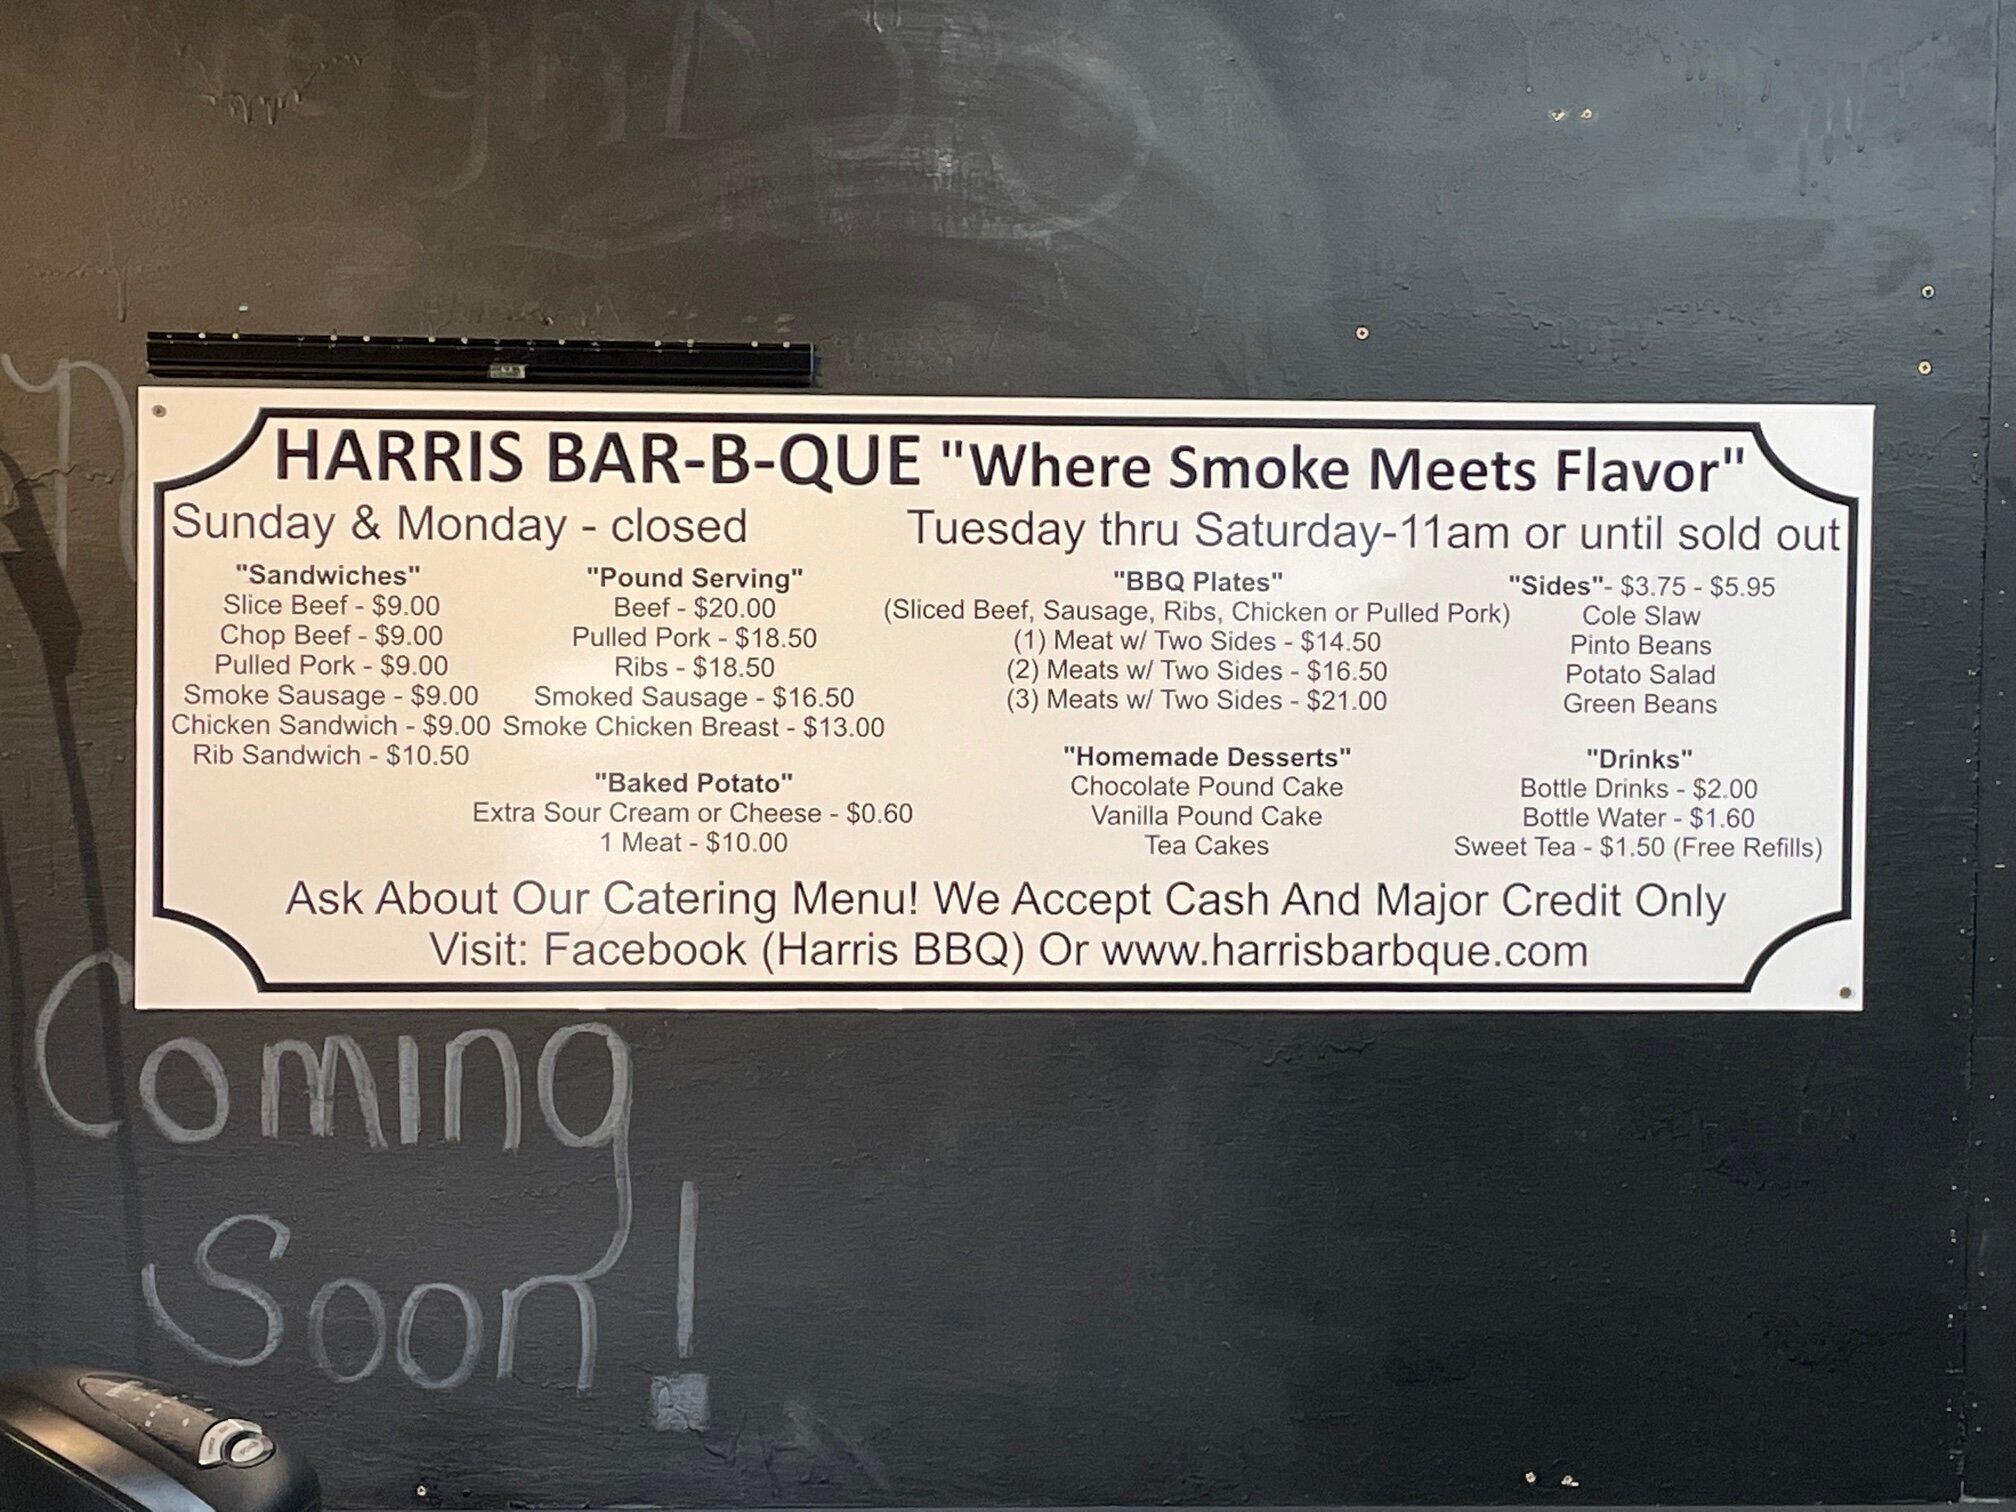 HARRIS BAR-B-QUE "Where Smoke Meets Flavor"
Sunday & Monday - closed
Tuesday thru Saturday-11am or until sold out
"Sandwiches"
Slice Beef - $9.00
Chop Beef - $9.00
Pulled Pork - $9.00
Smoke Sausage - $9.00
Chicken Sandwich - $9.00
Rib Sandwich - $10.50
"Pound Serving"
Beef - $20.00
Pulled Pork - $18.50
Ribs - $18.50
Smoked Sausage - $16.50
Smoke Chicken Breast - $13.00
"Baked Potato"
Extra Sour Cream or Cheese - $0.60
1 Meat - $10.00
"BBQ Plates"
(Sliced Beef, Sausage, Ribs, Chicken or Pulled Pork)
(1) Meat w/ Two Sides - $14.50
(2) Meats w/ Two Sides - $16.50
(3) Meats w/ Two Sides - $21.00
"Homemade Desserts"
Chocolate Pound Cake
Vanilla Pound Cake
Tea Cakes
"Sides"- $3.75 - $5.95
Cole Slaw
Pinto Beans
Potato Salad
Green Beans
"Drinks"
Bottle Drinks - $2.00
Bottle Water - $1.60
Sweet Tea - $1.50 (Free Refills)
Ask About Our Catering Menu! We Accept Cash And Major Credit Only
Visit: Facebook (Harris BBQ) Or www.harrisbarbque.com
Coming
Soon!